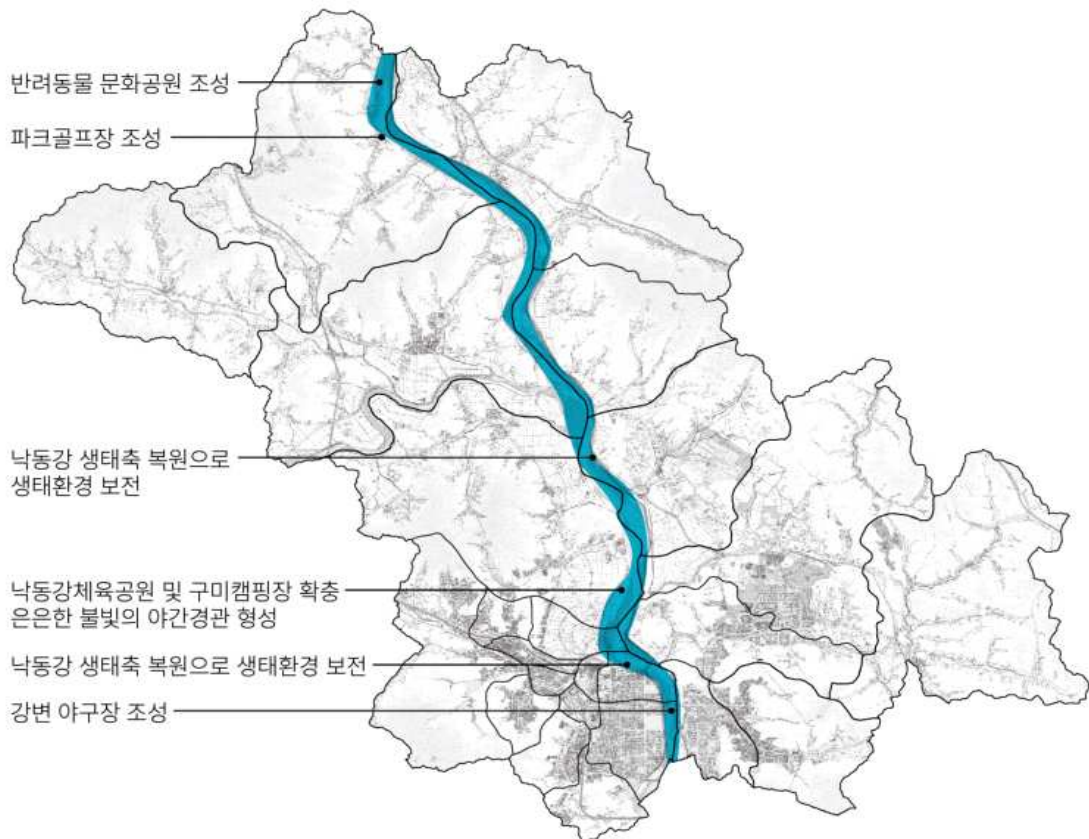 반려동물 문화공원 조성
파크골프장 조성
낙동강 생태축 복원으로
생태환경 보전
낙동강체육공원 및 구미캠핑장 확충
은은한 불빛의 야간경관 형성
낙동강 생태축 복원으로 생태환경 보전
강변 야구장 조성